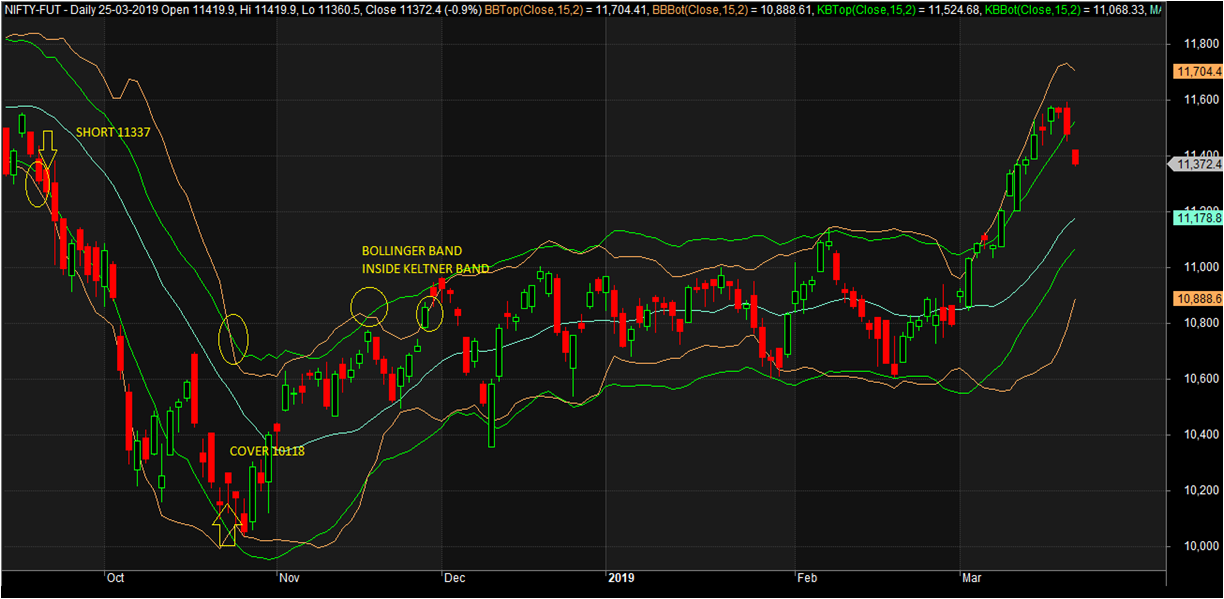 NIFTY-FUT - Daily 25-03-2019 Open 11419.9, Hi 11419.9, Lo 11360.5, Close 11372.4 (-0.9%) BBTop(Close,15,2) = 11,704.41, BBBot(Close,15,2) = 10,888.61, KBTop(Close,15,2) = 11,524.68, KBBot(Close,15,2) = 11,068.33, MA
11,800
11,704.4
11,600
SHORT 11337
11,400
11,372.4
11,200
11,178.8
BOLLINGER BAND
INSIDE KELTNER BAND
11,000
10,888.6
10,800
10,600
10,400
COVER 10118
10,200
10,000
Oct Nov Dec 2019 Feb Mar